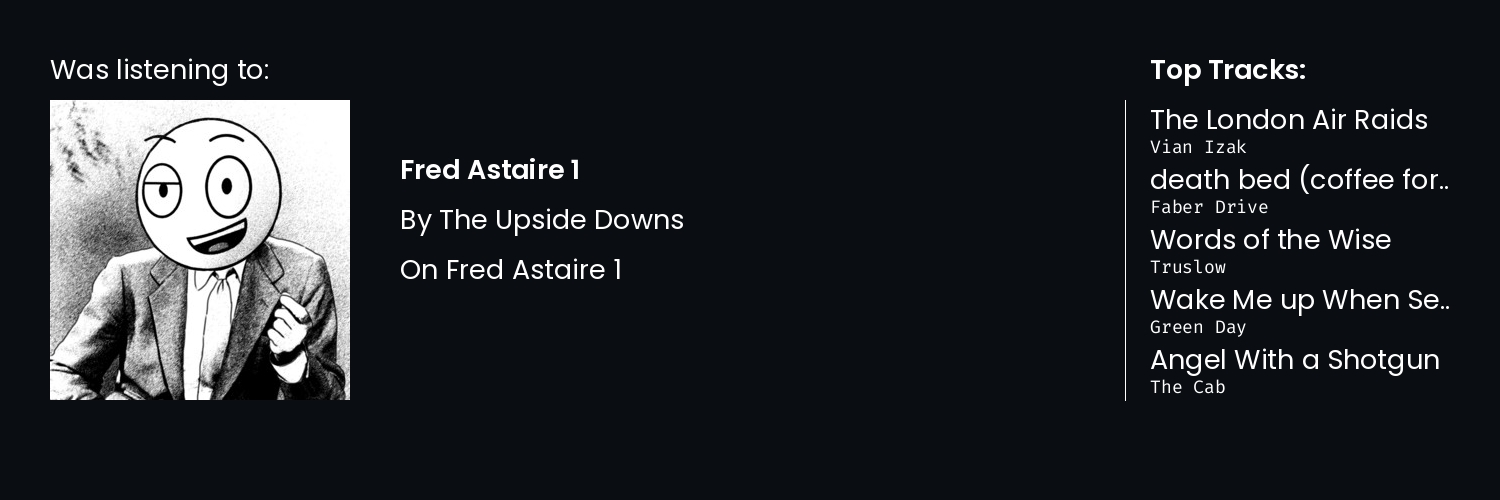 Was listening to:
Fred Astaire 1
By The Upside Downs
On Fred Astaire 1
Top Tracks:
The London Air Raids
Vian Izak
death bed (coffee for..
Faber Drive
Words of the Wise
Truslow
Wake Me up When Se..
Green Day
Angel With a Shotgun
The Cab